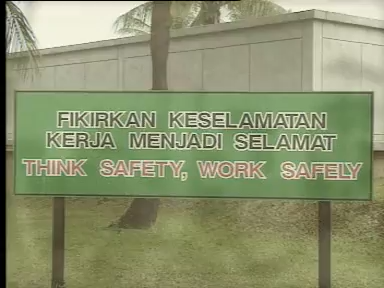 FIKIRKAN KESELAMATAN
KERJA MENJADI SELAMAT
THINK SAFETY, WORK SAFELY